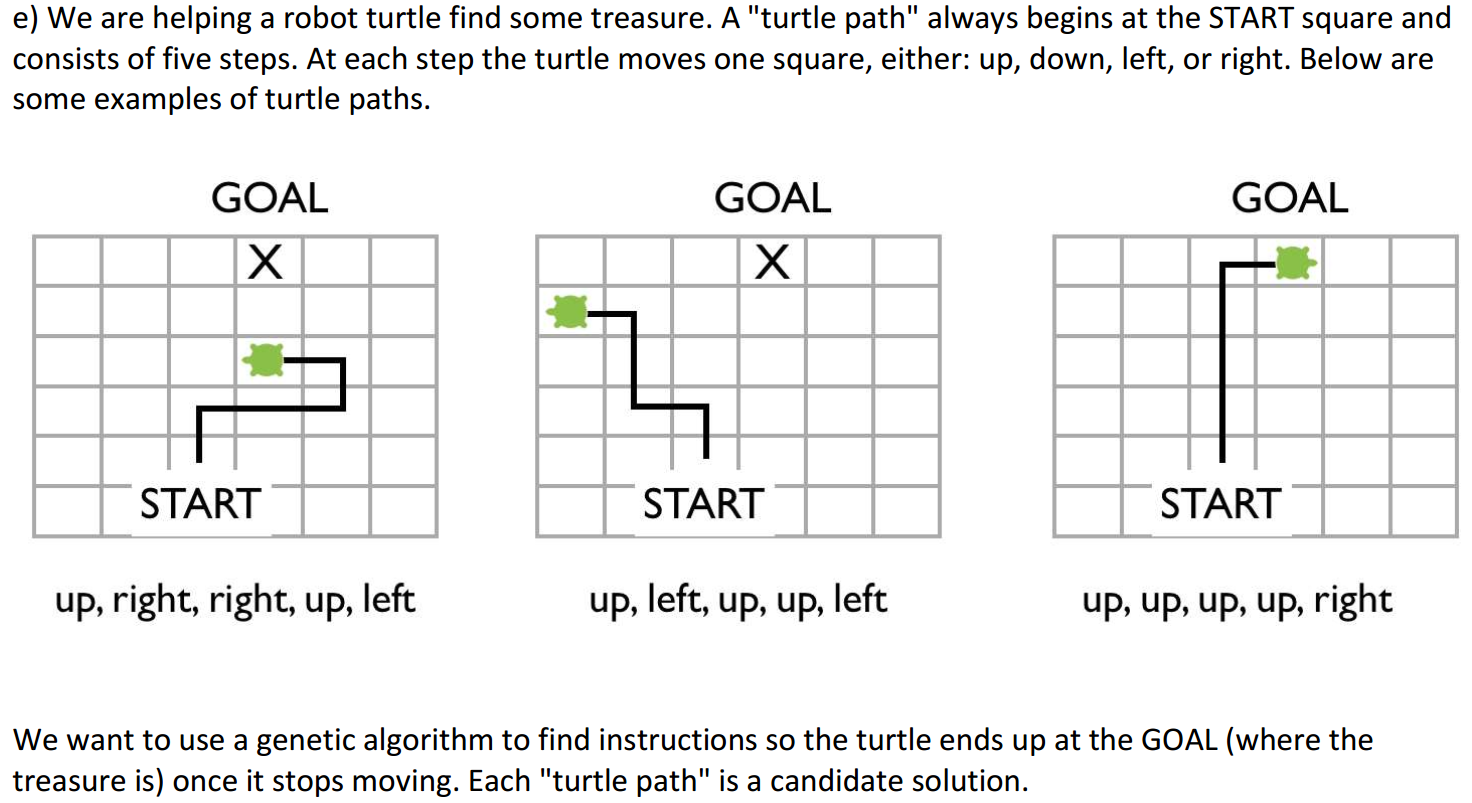 e) We are helping a robot turtle find some treasure. A "turtle path" always begins at the START square and
consists of five steps. At each step the turtle moves one square, either: up, down, left, or right. Below are
some examples of turtle paths.
GOAL GOAL GOAL
X X
START START START
up, right, right, up, left up, left, up, up, left up, up, up, up, right
We want to use a genetic algorithm to find instructions so the turtle ends up at the GOAL (where the
treasure is) once it stops moving. Each "turtle path" is a candidate solution.